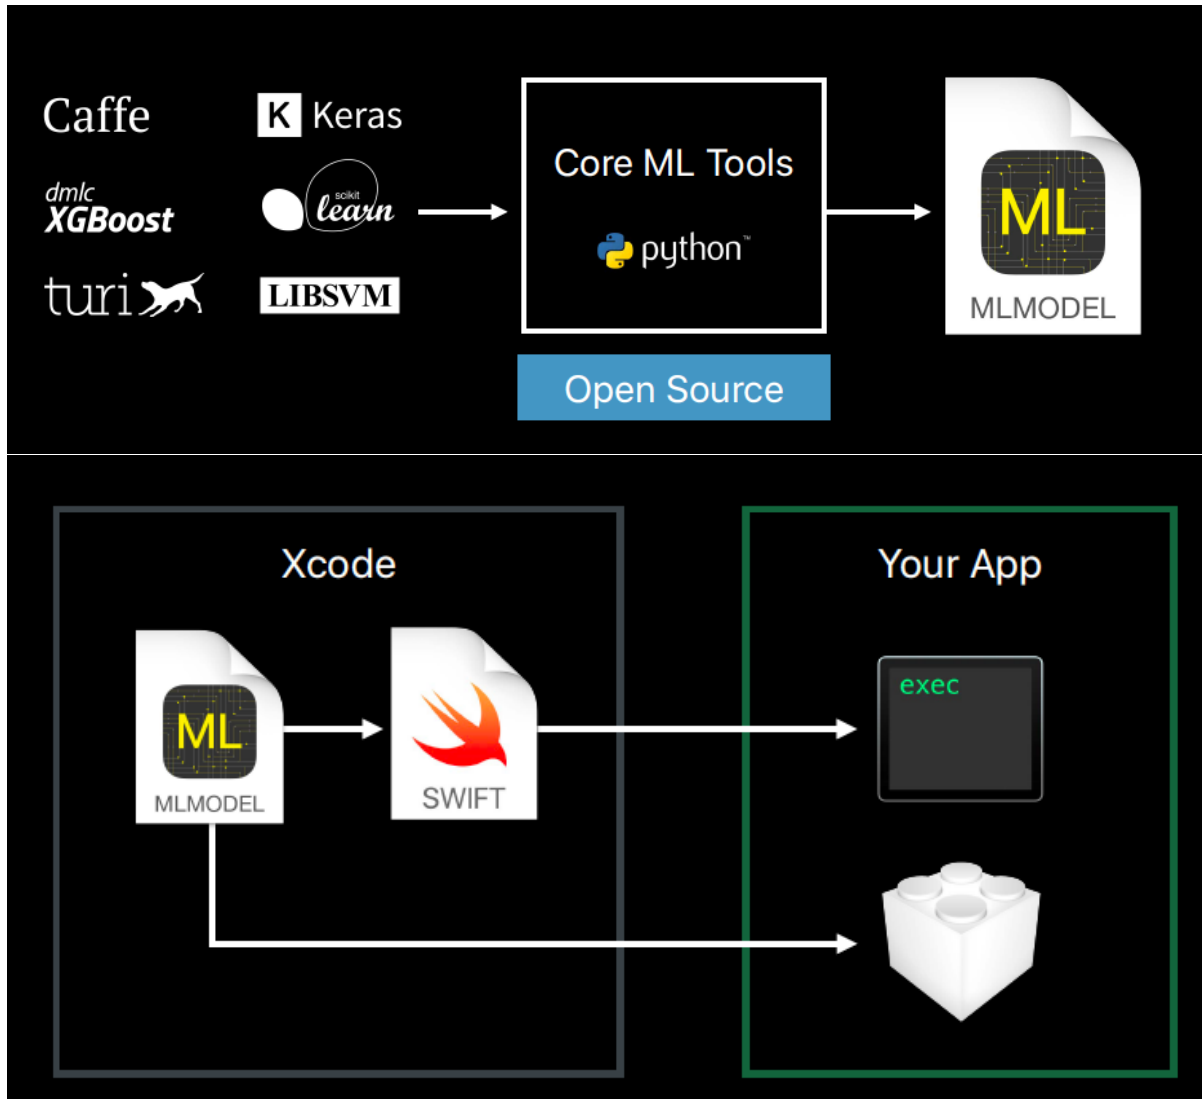 Caffe
K Keras
dmlc
XGBoost
scikit
learn
turi
LIBSVM
Core ML Tools
python™
Open Source
ML
MLMODEL
Xcode
ML
MLMODEL
SWIFT
Your App
exec